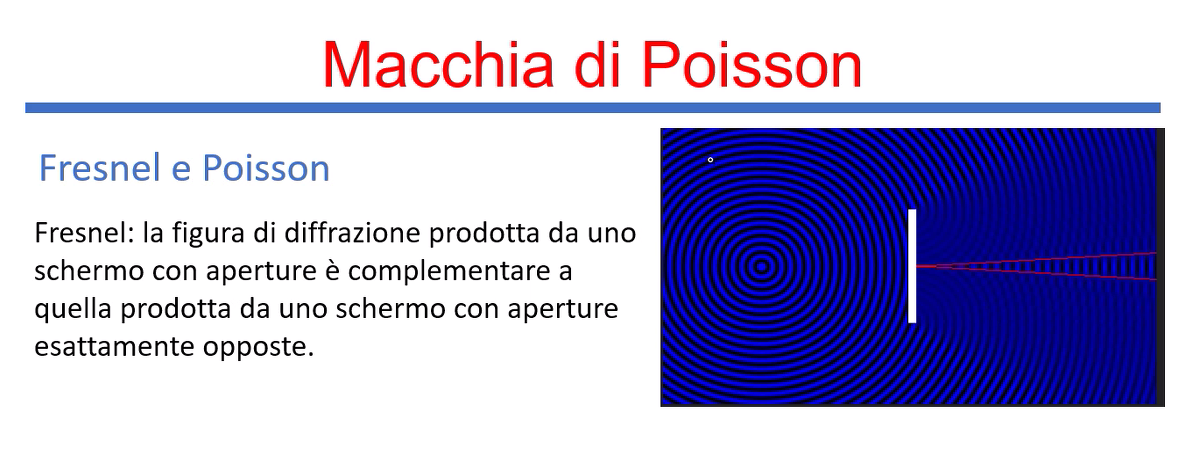 Macchia di Poisson
Fresnel e Poisson
Fresnel: la figura di diffrazione prodotta da uno
schermo con aperture è complementare a
quella prodotta da uno schermo con aperture
esattamente opposte.